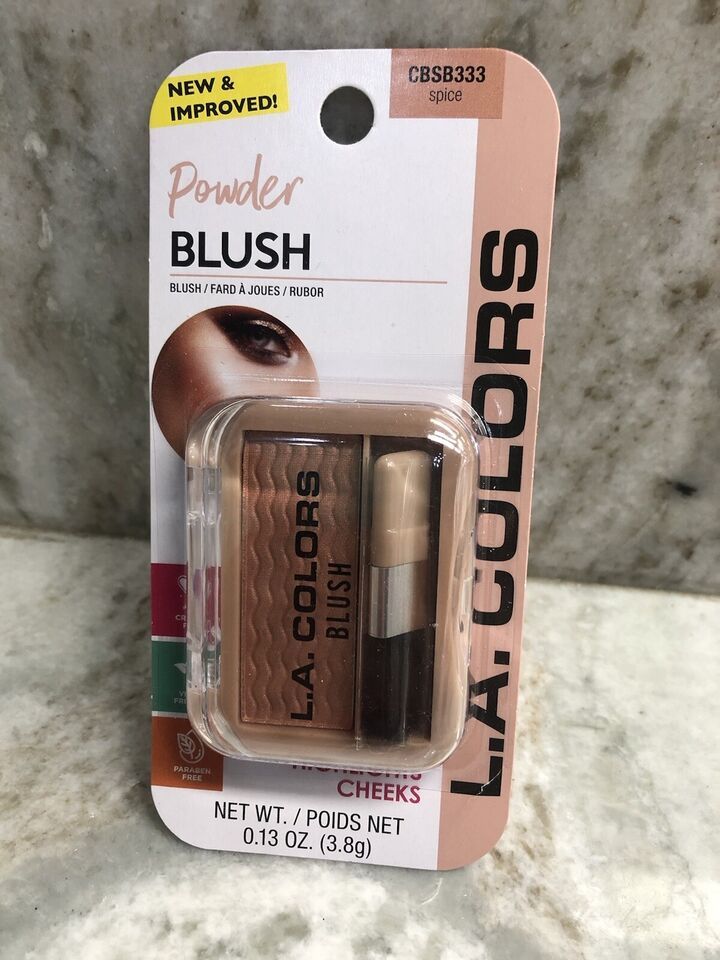 NEW &
IMPROVED!
CBSB333
spice
Powder
BLUSH
BLUSH / FARD À JOUES / RUBOR
L.A. COLORS
L.A. COLORS
BLUSH
PARABEN
FREE
CHEEKS
NET WT. / POIDS NET
0.13 OZ. (3.8g)